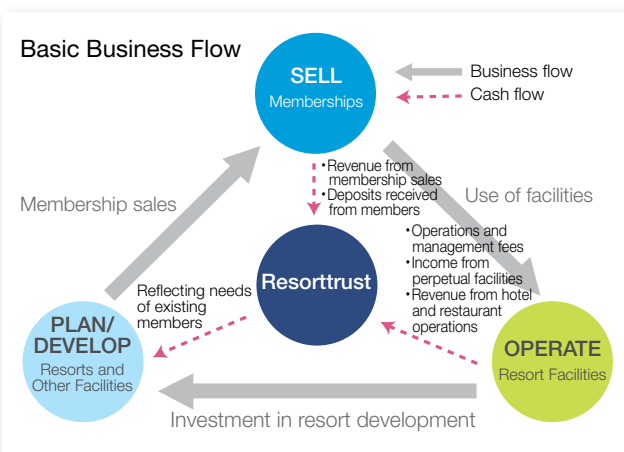 Basic Business Flow
SELL
Memberships
Business flow
Cash flow
•Revenue from
membership sales
•Deposits received
from members
Membership sales
Use of facilities
•Operations and
management fees
•Income from
perpetual facilities
•Revenue from hotel
and restaurant
operations
Resorttrust
Reflecting needs
of existing
members
PLAN/
DEVELOP
Resorts and
Other Facilities
OPERATE
Resort Facilities
Investment in resort development